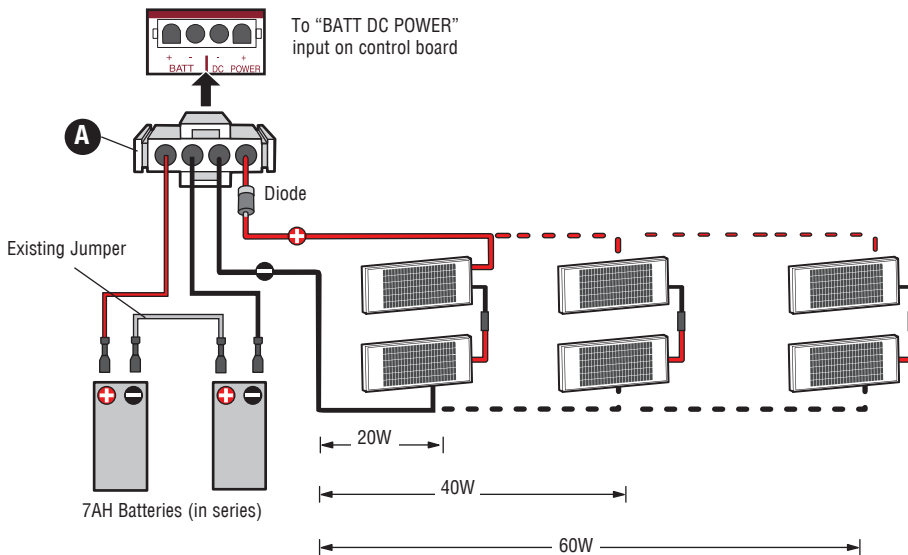 To “BATT DC POWER”
input on control board
+ - - +
BATT DC POWER
A
Diode
Existing Jumper
7AH Batteries (in series)
20W
40W
60W